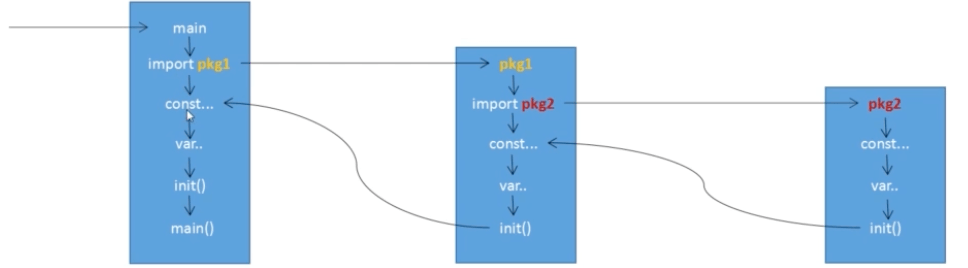 main
import pkg1
const...
var..
init()
main()
pkg1
import pkg2
const...
var..
init()
pkg2
const...
var..
init()